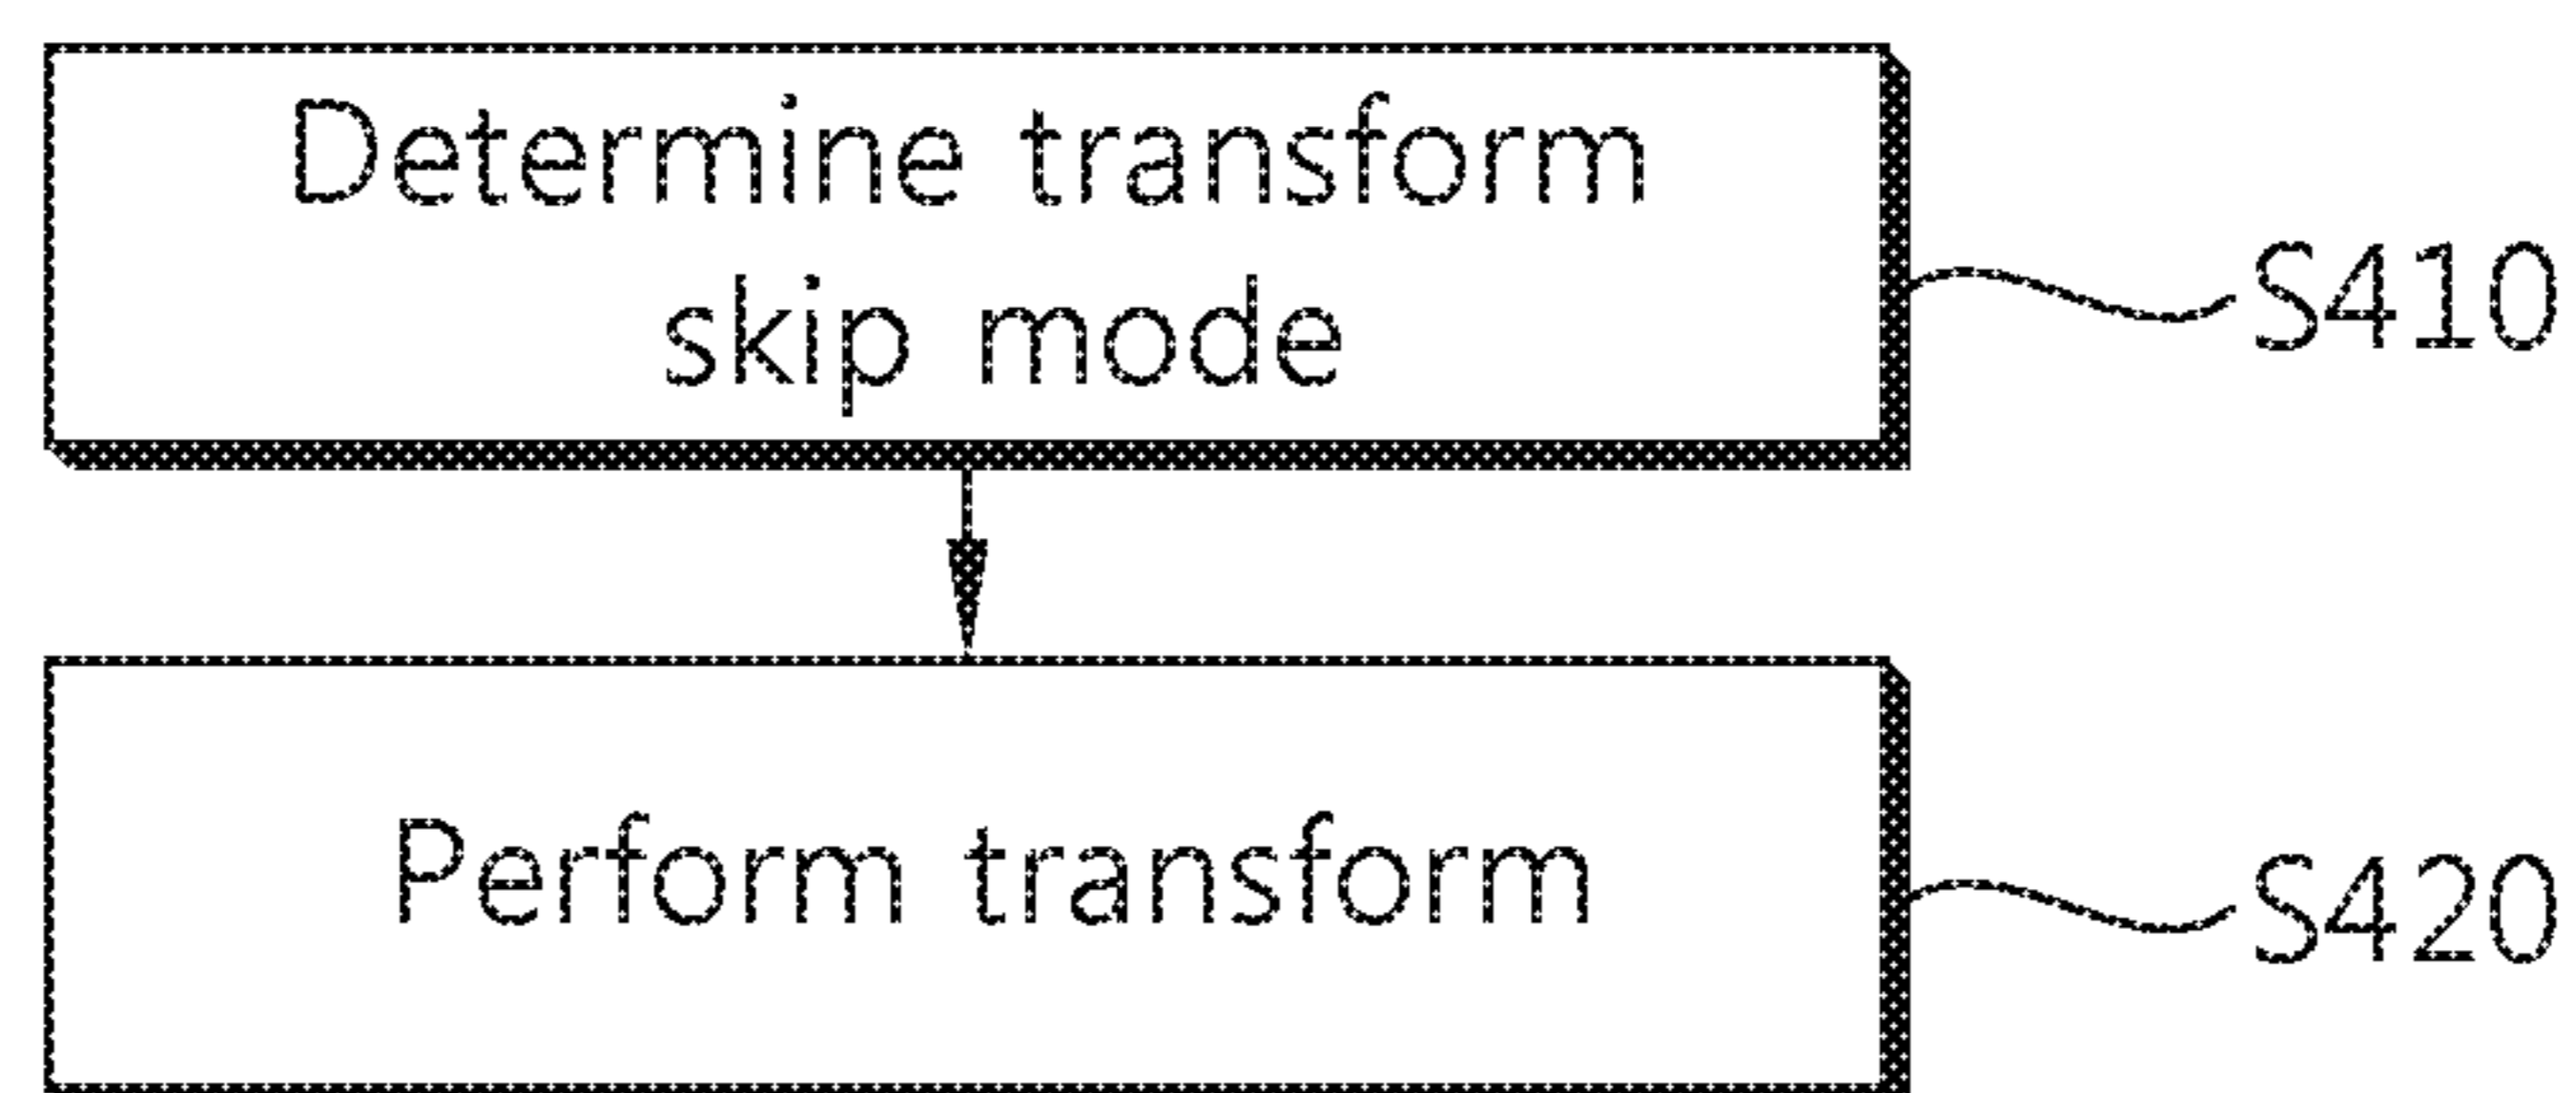 Determine transform
skip mode
S410
Perform transform
S420